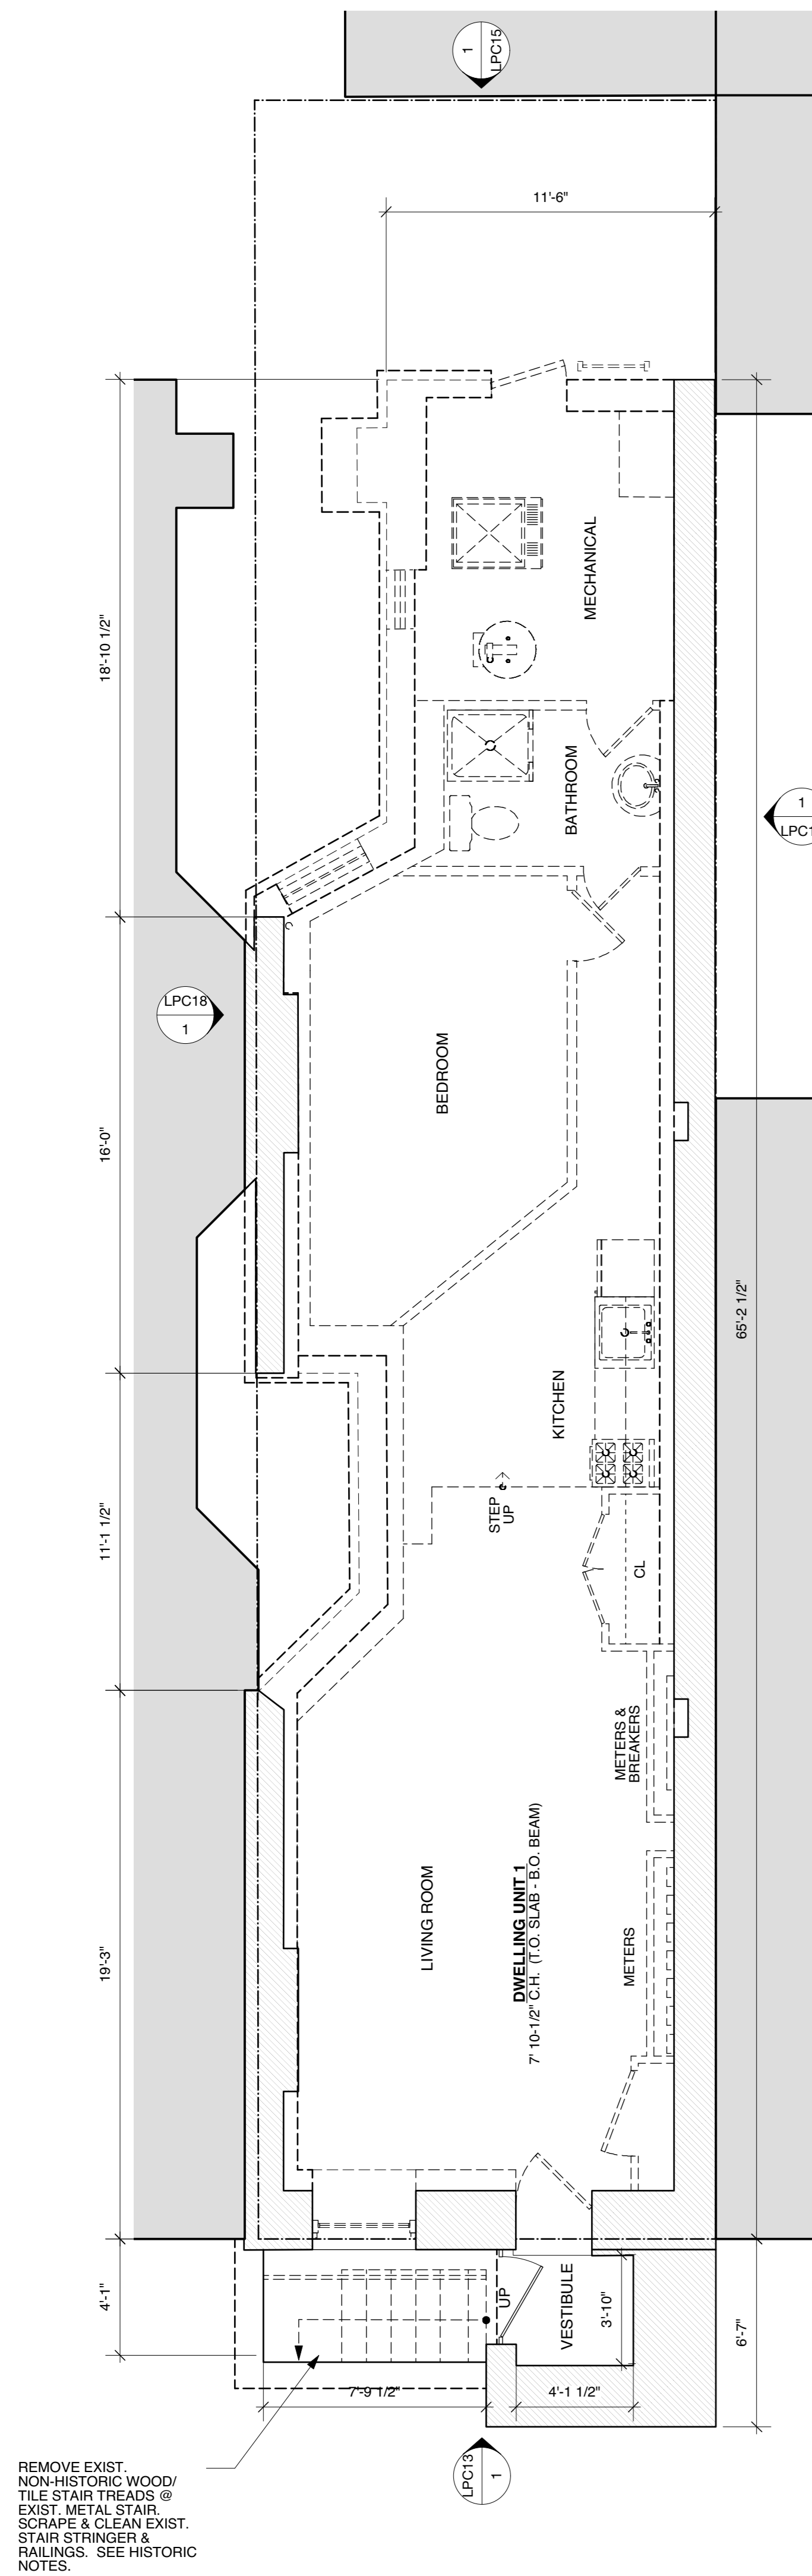 1
LPC15
11'-6"
18'-10 1/2"
MECHANICAL
BATHROOM
1
LPC18
1
BEDROOM
16'-0"
65'-2 1/2"
KITCHEN
STEP
UP
11'-1 1/2"
CL
METERS &
BREAKERS
LIVING ROOM
DWELLING UNIT 1
7' 10-1/2" C.H. (T.O. SLAB - B.O. BEAM)
METERS
19'-3"
4'-1"
UP
VESTIBULE
3'-10"
6'-7"
7'-9 1/2"
4'-1 1/2"
LPC13
1
REMOVE EXIST.
NON-HISTORIC WOOD/
TILE STAIR TREADS @
EXIST. METAL STAIR.
SCRAPE & CLEAN EXIST.
STAIR STRINGER &
RAILINGS. SEE HISTORIC
NOTES.